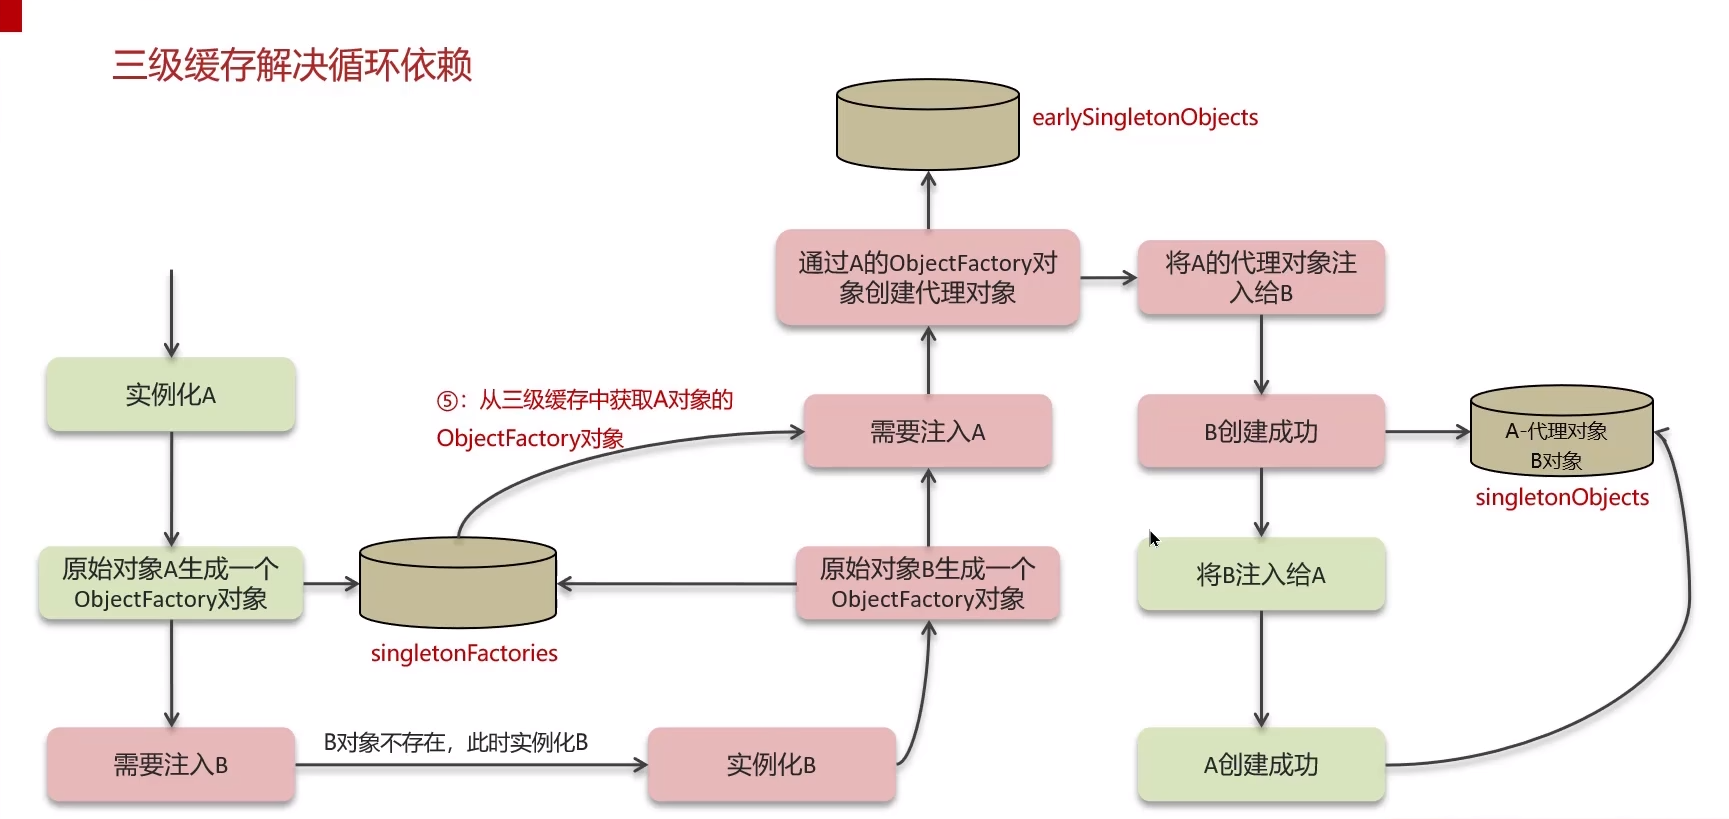 三级缓存解决循环依赖
earlySingletonObjects
通过A的ObjectFactory对
象创建代理对象
将A的代理对象注
入给B
实例化A
⑤：从三级缓存中获取A对象的
ObjectFactory对象
需要注入A
B创建成功
A-代理对象
B对象
singletonObjects
原始对象A生成一个
ObjectFactory对象
singletonFactories
原始对象B生成一个
ObjectFactory对象
将B注入给A
需要注入B
B对象不存在，此时实例化B
实例化B
A创建成功